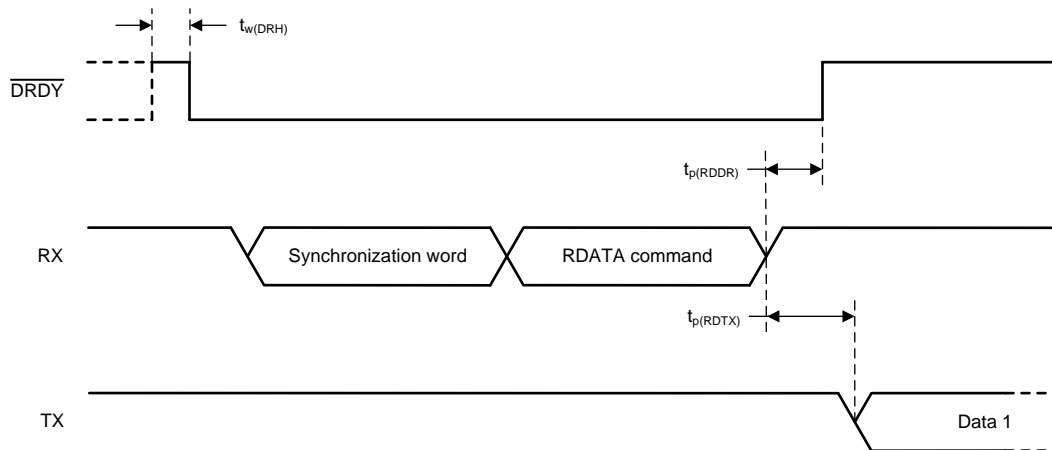 tw(DRH)
DRDY
tp(RDDR)
RX
Synchronization word
RDATA command
tp(RDTX)
TX
Data 1